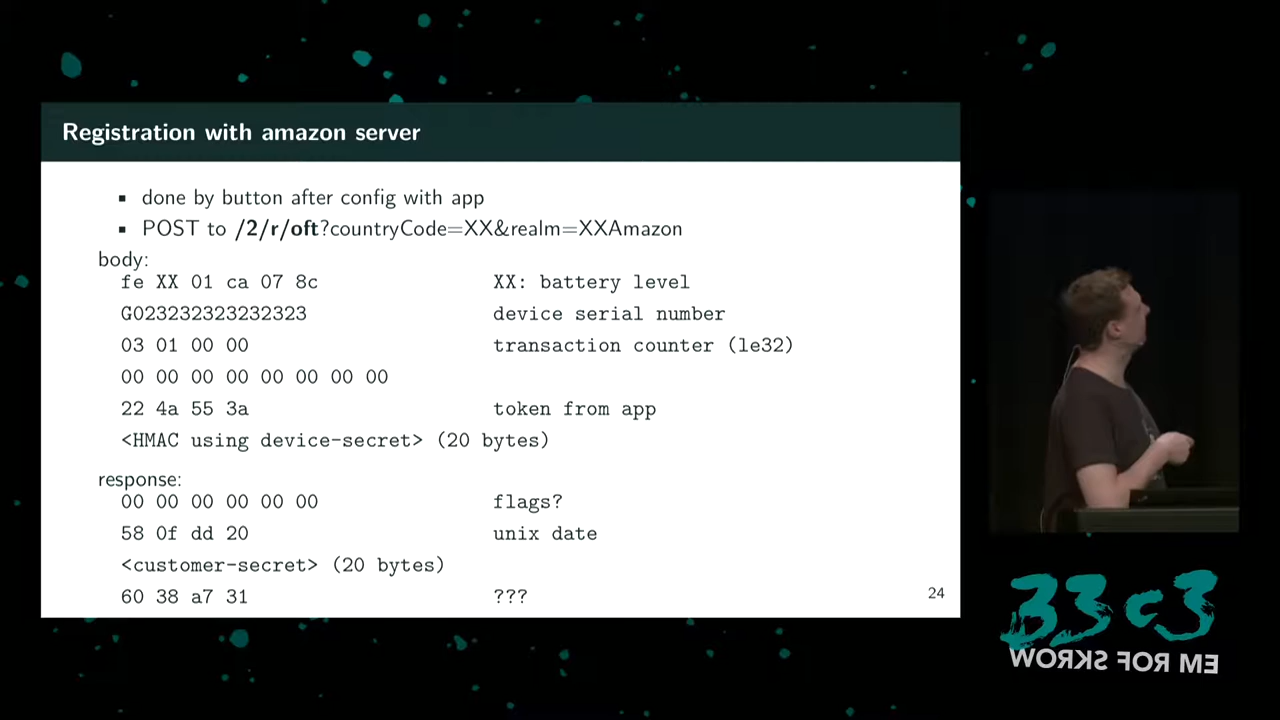 Registration with amazon server
▪ done by button after config with app
▪ POST to /2/r/oft?countryCode=XX&realm=XXAmazon
body:
fe XX 01 ca 07 8c XX: battery level
G023232323232323 device serial number
03 01 00 00 transaction counter (le32)
00 00 00 00 00 00 00 00
22 4a 55 3a token from app
<HMAC using device-secret> (20 bytes)
response:
00 00 00 00 00 00 flags?
58 0f dd 20 unix date
<customer-secret> (20 bytes)
60 38 a7 31 ???
24
33c3
WORKS FOR ME